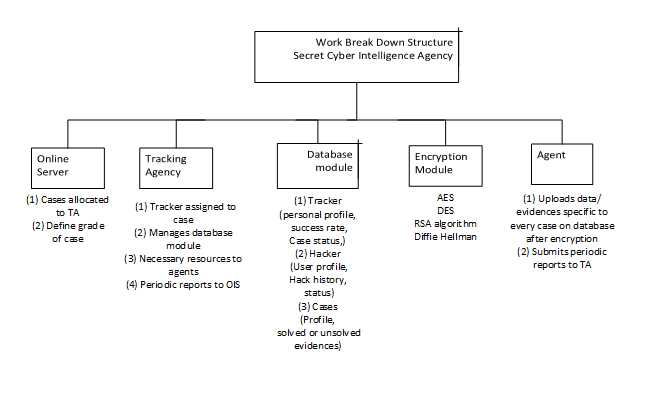 Work Break Down Structure
Secret Cyber Intelligence Agency
Online
Server
(1) Cases allocated
to TA
(2) Define grade
of case
Tracking
Agency
(1) Tracker assigned to
case
(2) Manages database
module
(3) Necessary resources to
agents
(4) Periodic reports to OIS
Database
module
(1) Tracker
(personal profile,
success rate,
Case status,)
(2) Hacker
(User profile,
Hack history,
status)
(3) Cases
(Profile,
solved or unsolved
evidences)
Encryption
Module
AES
DES
RSA algorithm
Diffie Hellman
Agent
(1) Uploads data/
evidences specific to
every case on database
after encryption
(2) Submits periodic
reports to TA